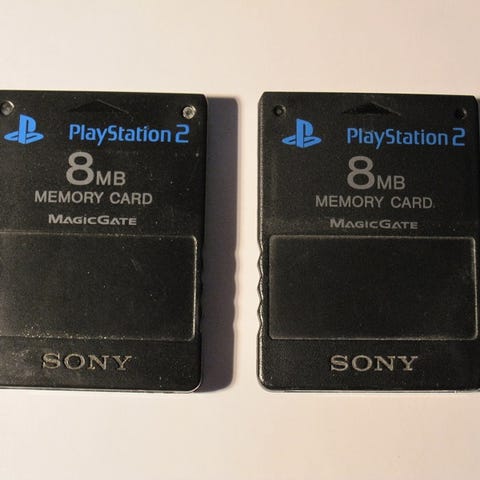 PlayStation 2
8MB
MEMORY CARD
MAGICGATE
SONY
PlayStation 2
8MB
MEMORY CARD
MAGICGATE
SONY